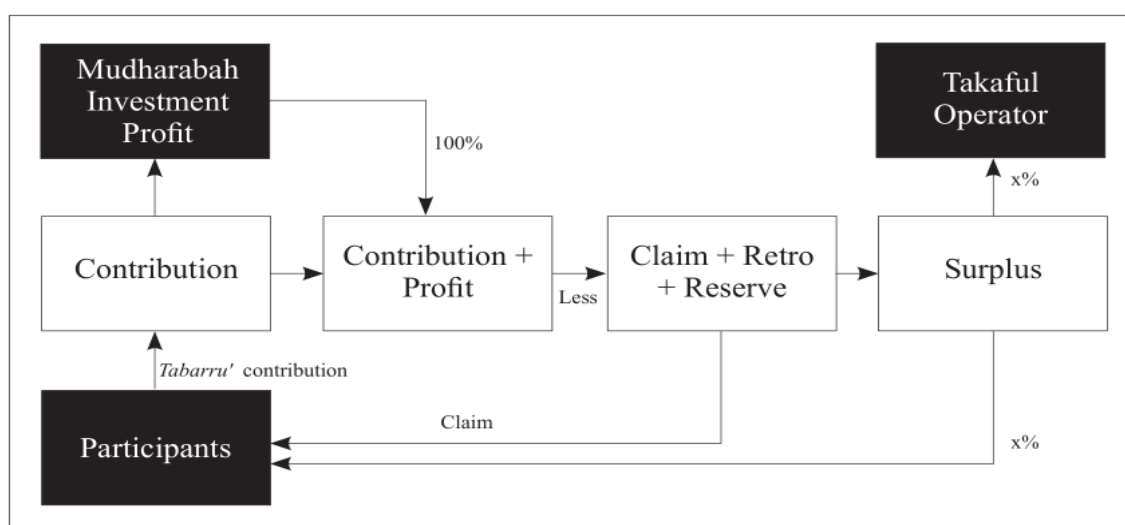 Mudharabah
Investment
Profit
Takaful
Operator
100%
x%
Contribution
Contribution +
Profit
Less
Claim + Retro
+ Reserve
Surplus
Tabarru' contribution
Participants
Claim
x%